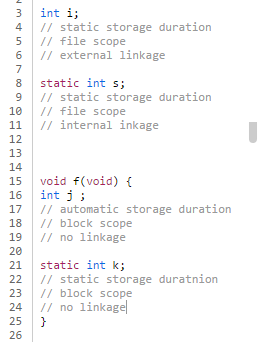 2
3 int i;
4 // static storage duration
5 // file scope
6 // external linkage
7
8 static int s;
9 // static storage duration
10 // file scope
11 // internal inkage
12
13
14
15 void f(void) {
16 int j ;
17 // automatic storage duration
18 // block scope
19 // no linkage
20
21 static int k;
22 // static storage duratnion
23 // block scope
24 // no linkage
25 }
26